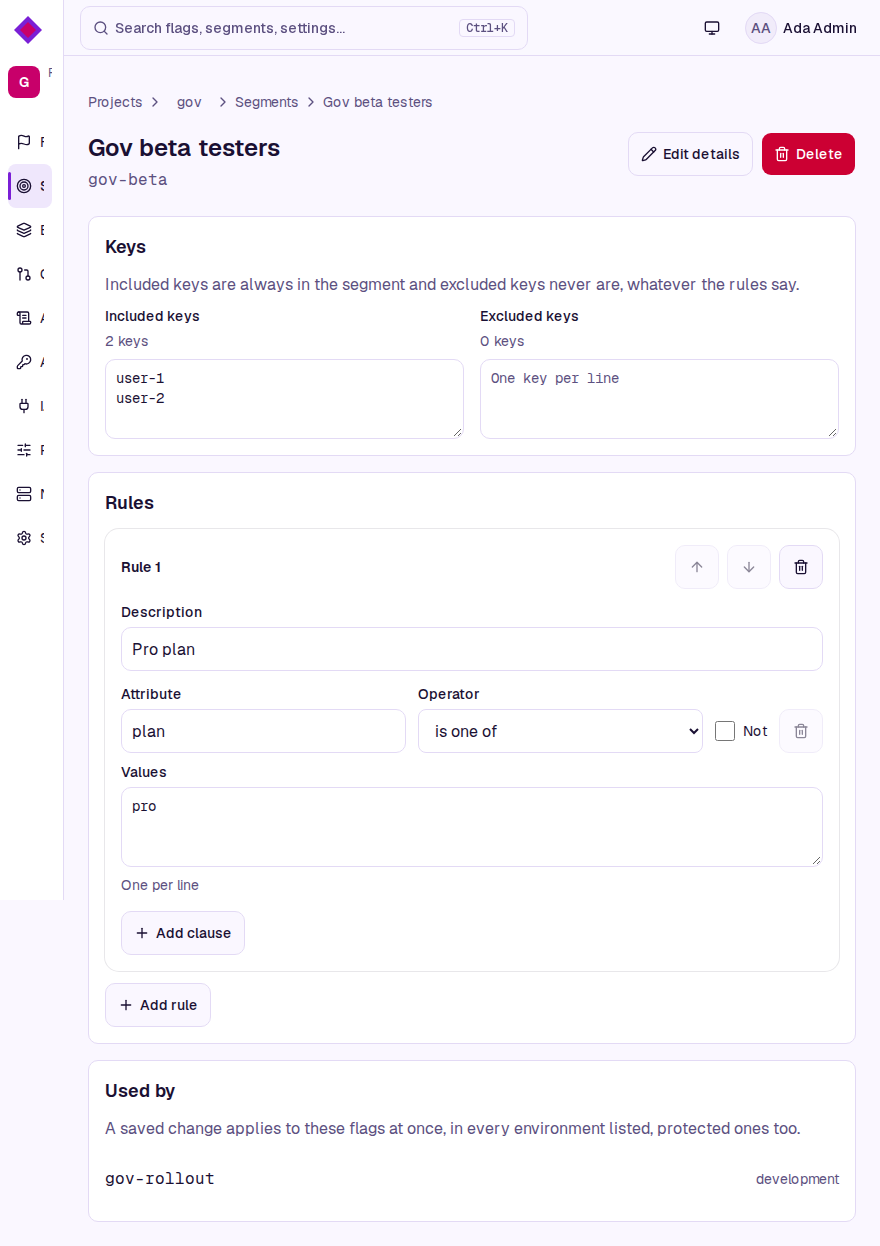 Search flags, segments, settings...
Ctrl+K
AA
Ada Admin
G
Projects
gov
Segments
Gov beta testers
Gov beta testers
gov-beta
Edit details
Delete
Keys
Included keys are always in the segment and excluded keys never are, whatever the rules say.
Included keys
2 keys
user-1
user-2
Excluded keys
0 keys
One key per line
Rules
Rule 1
Description
Pro plan
Attribute
plan
Operator
is one of
Not
Values
pro
One per line
Add clause
Add rule
Used by
A saved change applies to these flags at once, in every environment listed, protected ones too.
gov-rollout
development